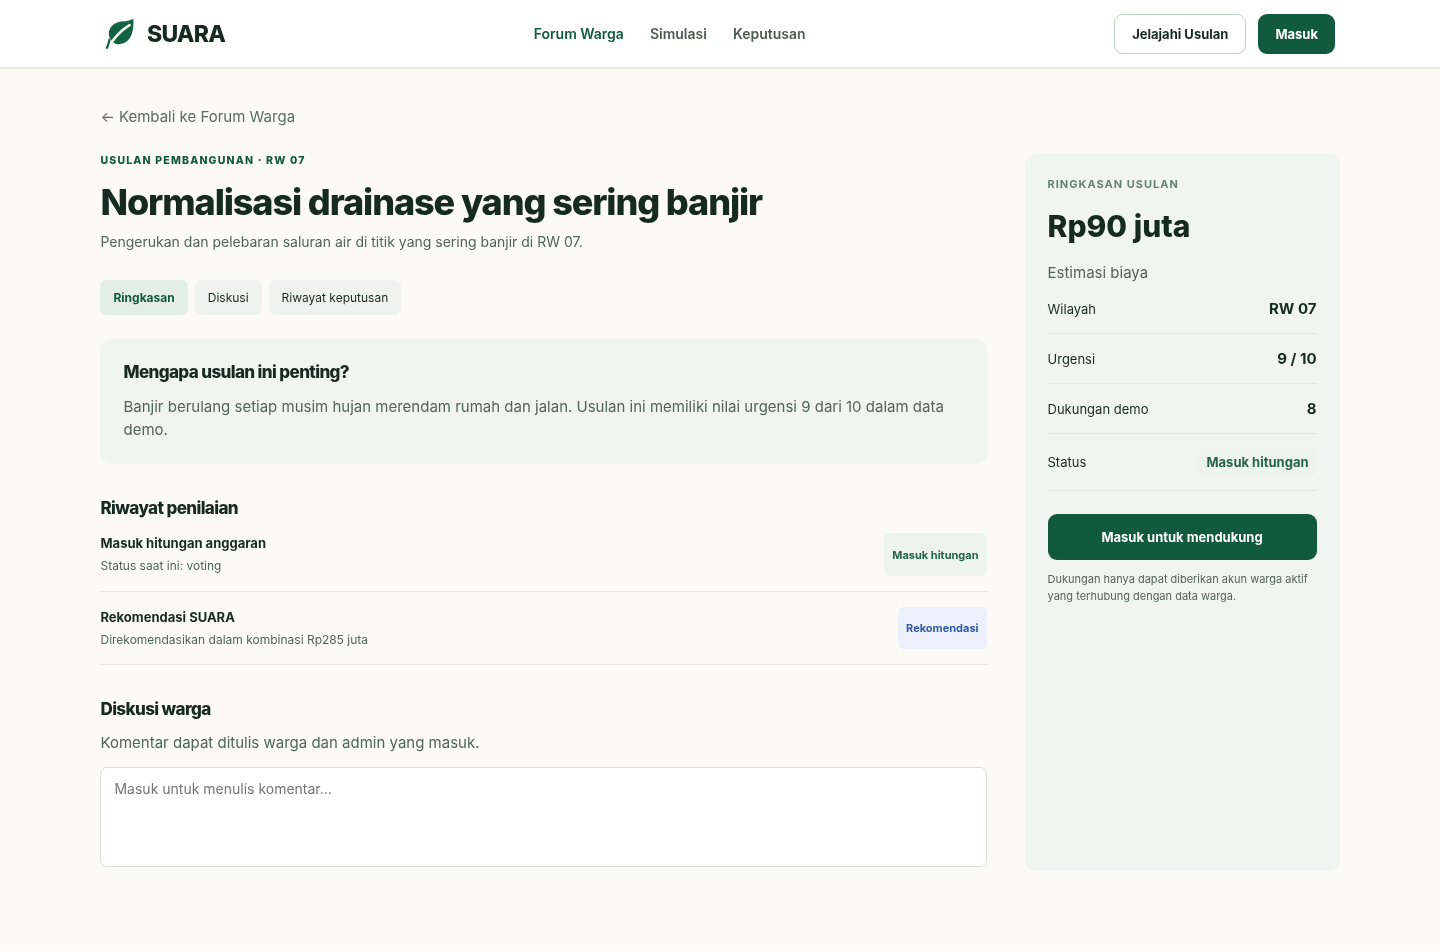 SUARA
Forum Warga
Simulasi
Keputusan
Jelajahi Usulan
Masuk
← Kembali ke Forum Warga
USULAN PEMBANGUNAN · RW 07
Normalisasi drainase yang sering banjir
Pengerukan dan pelebaran saluran air di titik yang sering banjir di RW 07.
Ringkasan
Diskusi
Riwayat keputusan
Mengapa usulan ini penting?
Banjir berulang setiap musim hujan merendam rumah dan jalan. Usulan ini memiliki nilai urgensi 9 dari 10 dalam data
demo.
Riwayat penilaian
Masuk hitungan anggaran
Status saat ini: voting
Masuk hitungan
Rekomendasi SUARA
Direkomendasikan dalam kombinasi Rp285 juta
Rekomendasi
Diskusi warga
Komentar dapat ditulis warga dan admin yang masuk.
Masuk untuk menulis komentar...
RINGKASAN USULAN
Rp90 juta
Estimasi biaya
Wilayah
RW 07
Urgensi
9 / 10
Dukungan demo
8
Status
Masuk hitungan
Masuk untuk mendukung
Dukungan hanya dapat diberikan akun warga aktif
yang terhubung dengan data warga.